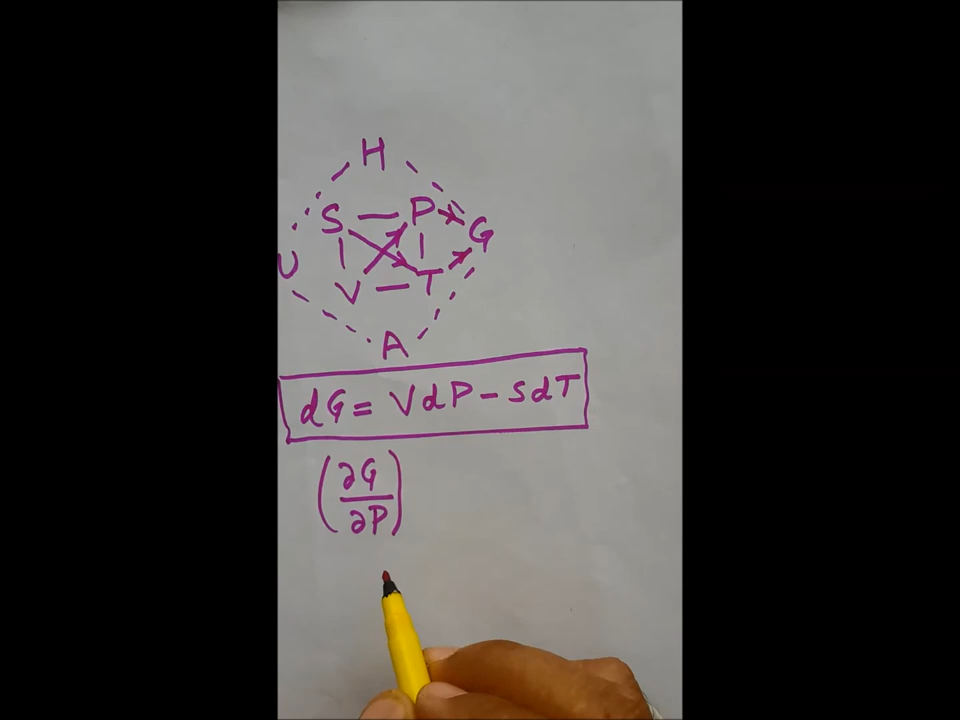 H
S — P
G
U
V — T
A
dG = VdP - SdT
(∂G/∂P)